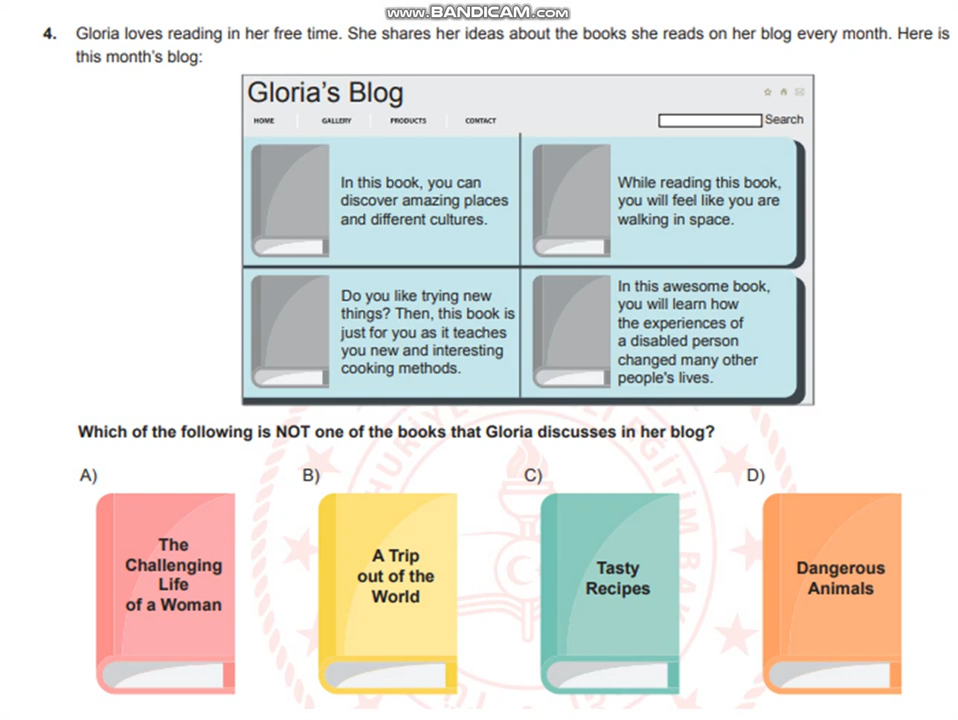 www.BANDICAM.com
4. Gloria loves reading in her free time. She shares her ideas about the books she reads on her blog every month. Here is
this month's blog:
Gloria's Blog
HOME GALLERY PRODUCTS CONTACT Search
In this book, you can
discover amazing places
and different cultures.
While reading this book,
you will feel like you are
walking in space.
Do you like trying new
things? Then, this book is
just for you as it teaches
you new and interesting
cooking methods.
In this awesome book,
you will learn how
the experiences of
a disabled person
changed many other
people's lives.
Which of the following is NOT one of the books that Gloria discusses in her blog?
A)
The
Challenging
Life
of a Woman
B)
A Trip
out of the
World
C)
Tasty
Recipes
D)
Dangerous
Animals